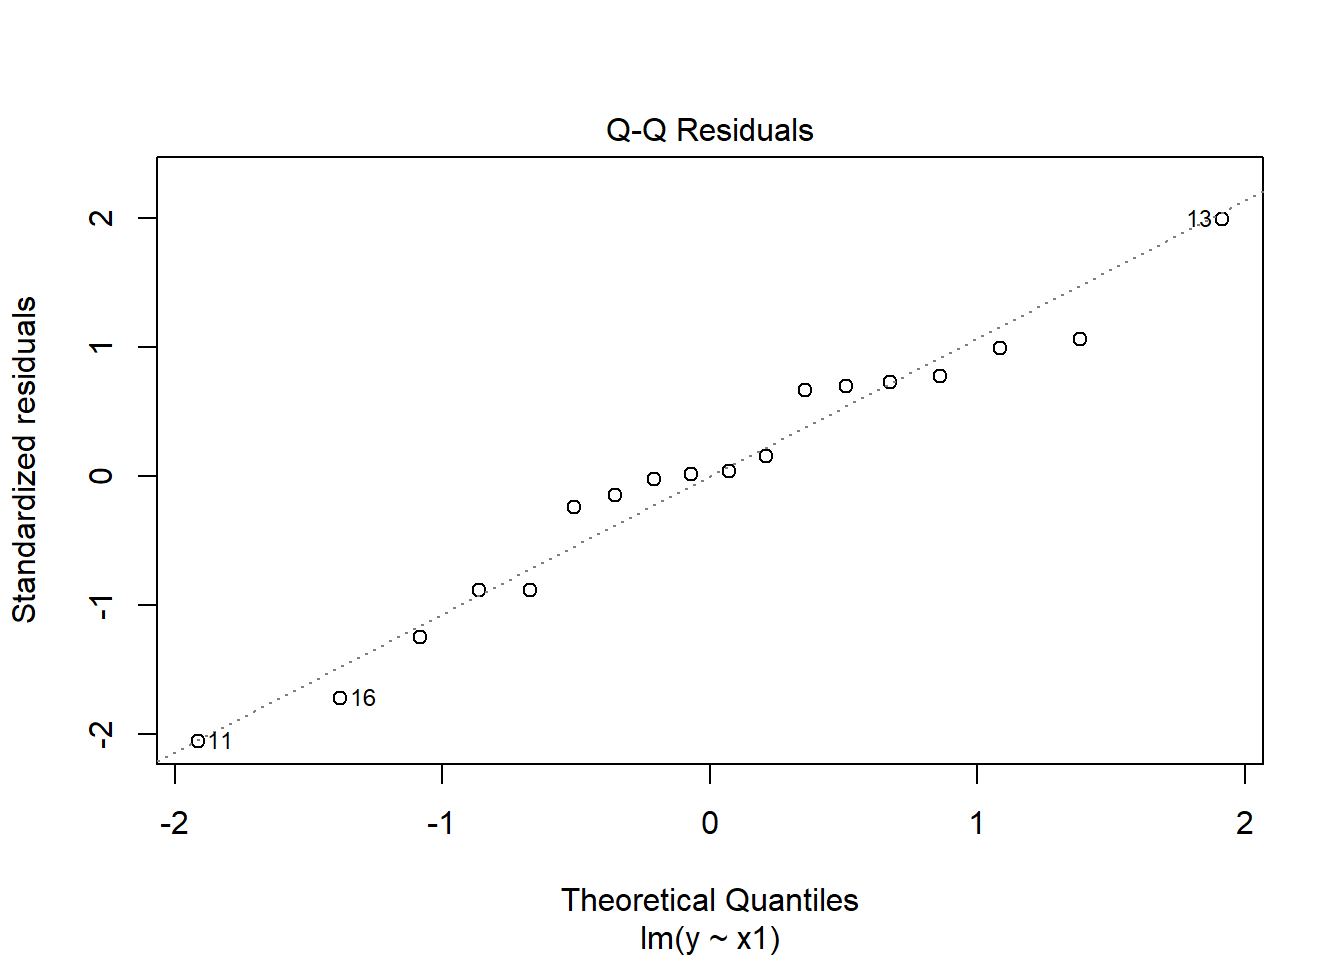 Q-Q Residuals
Standardized residuals
2
1
0
-1
-2
13
16
11
-2 -1 0 1 2
Theoretical Quantiles
lm(y ~ x1)